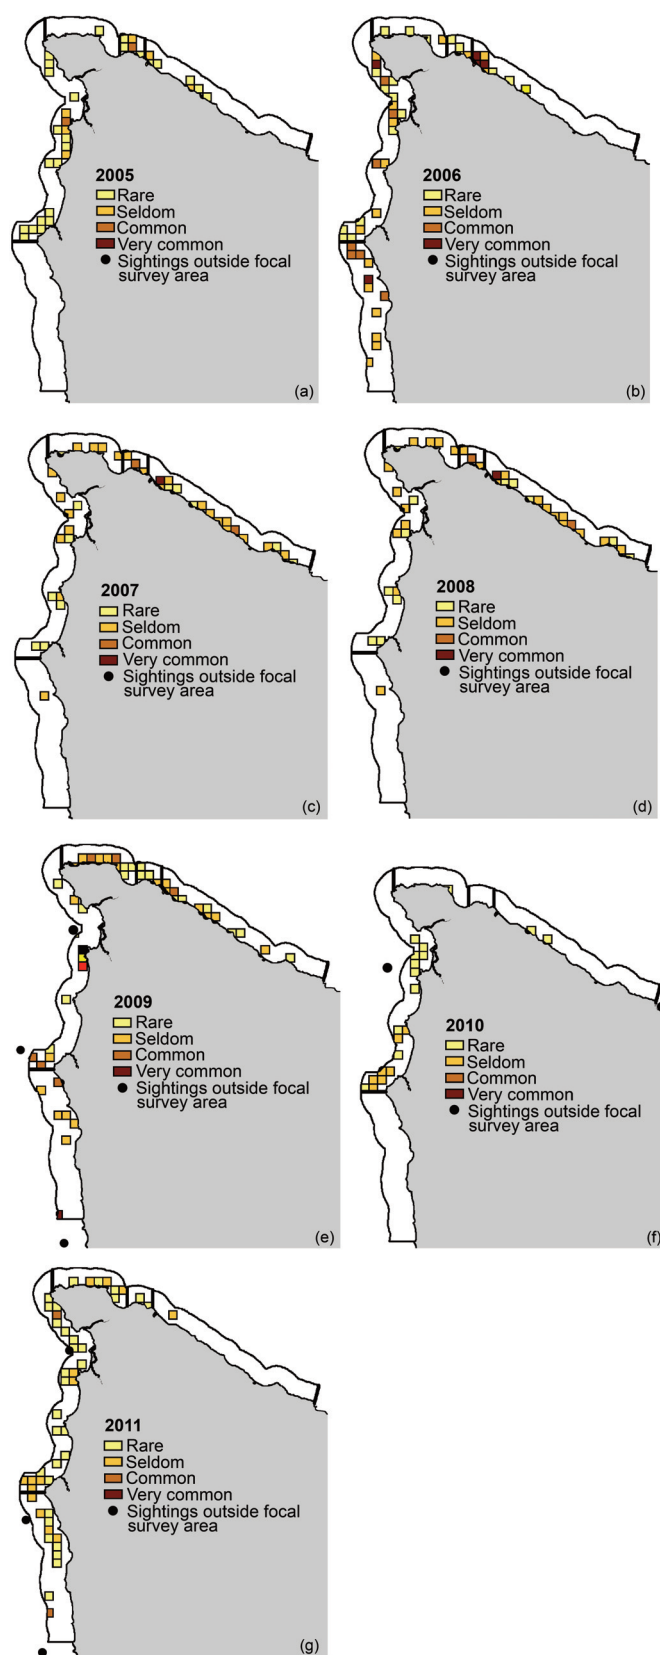 2005
Rare
Seldom
Common
Very common
Sightings outside focal
survey area
(a)
2006
Rare
Seldom
Common
Very common
Sightings outside focal
survey area
(b)
2007
Rare
Seldom
Common
Very common
Sightings outside focal
survey area
(c)
2008
Rare
Seldom
Common
Very common
Sightings outside focal
survey area
(d)
2009
Rare
Seldom
Common
Very common
Sightings outside focal
survey area
(e)
2010
Rare
Seldom
Common
Very common
Sightings outside focal
survey area
(f)
2011
Rare
Seldom
Common
Very common
Sightings outside focal
survey area
(g)